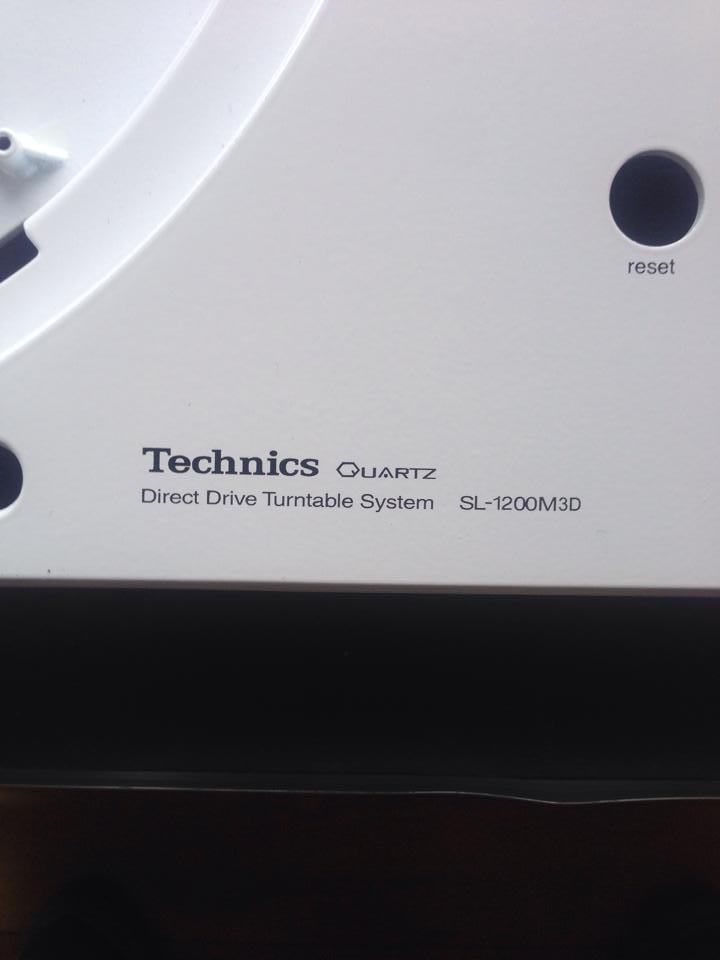 reset
Technics QUARTZ
Direct Drive Turntable System SL-1200M3D